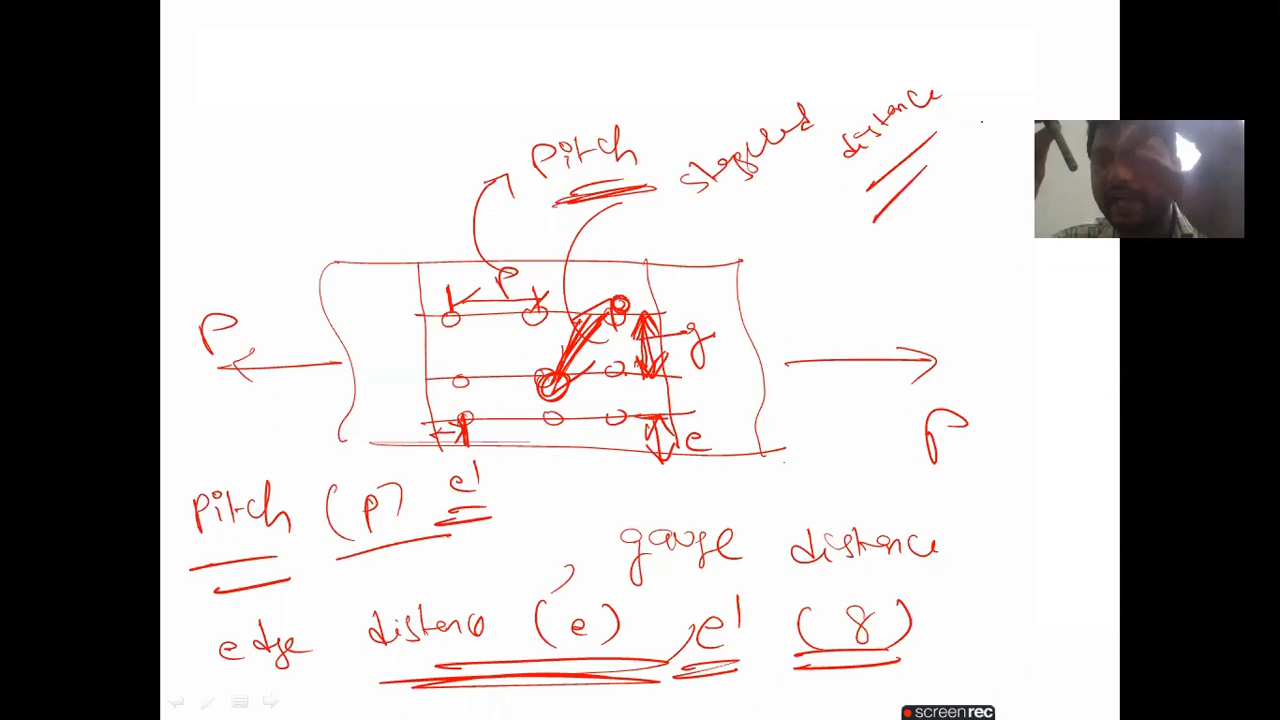 distance
staggered
Pitch
P
P
g
P
e
e'
Pitch (p)
gauge distance
edge distance (e) , e' (g)
screenrec